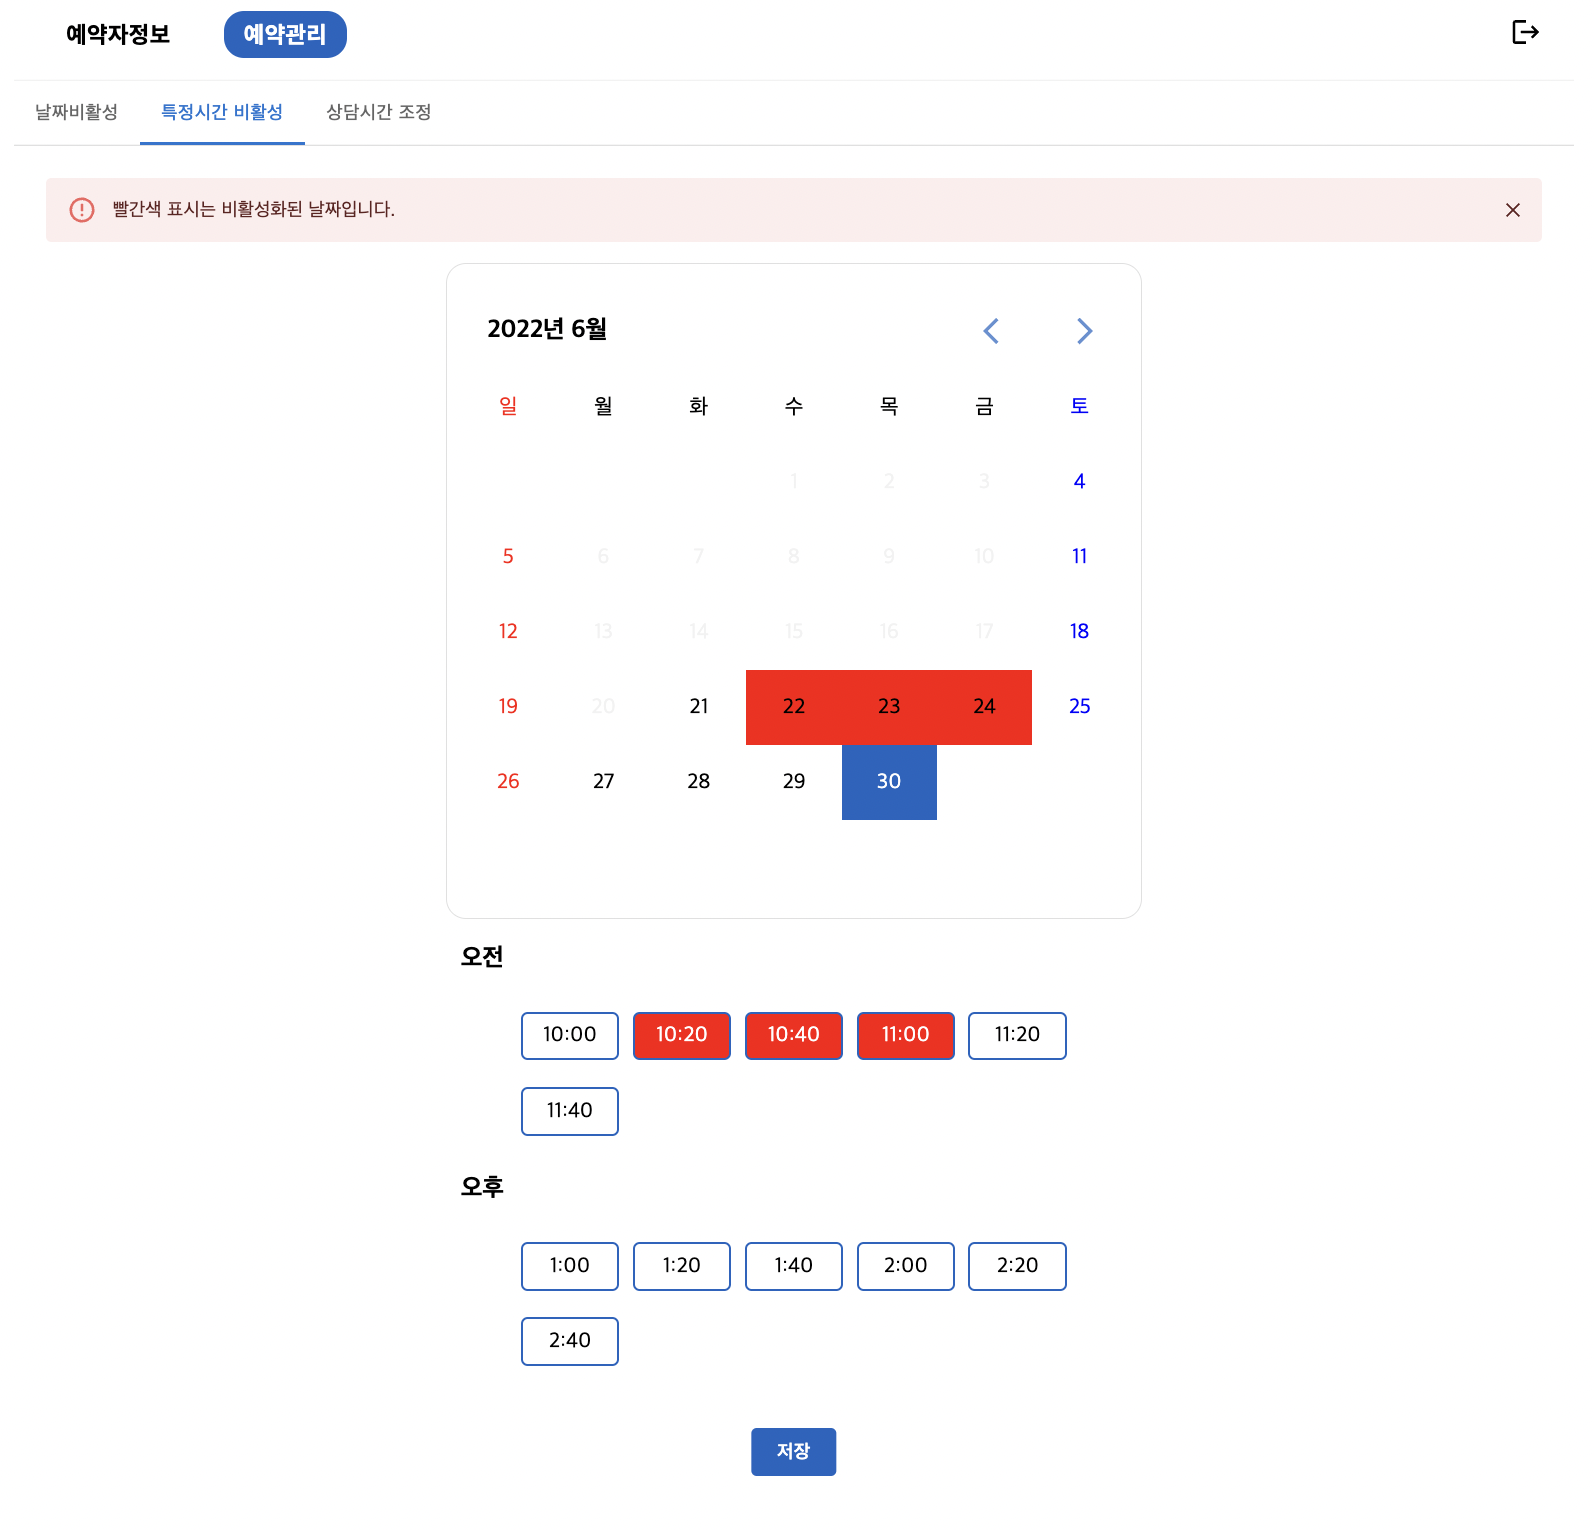 예약자정보 예약관리
날짜비활성 특정시간 비활성 상담시간 조정
빨간색 표시는 비활성화된 날짜입니다.
2022년 6월
일 월 화 수 목 금 토
1 2 3 4
5 6 7 8 9 10 11
12 13 14 15 16 17 18
19 20 21 22 23 24 25
26 27 28 29 30
오전
10:00 10:20 10:40 11:00 11:20
11:40
오후
1:00 1:20 1:40 2:00 2:20
2:40
저장